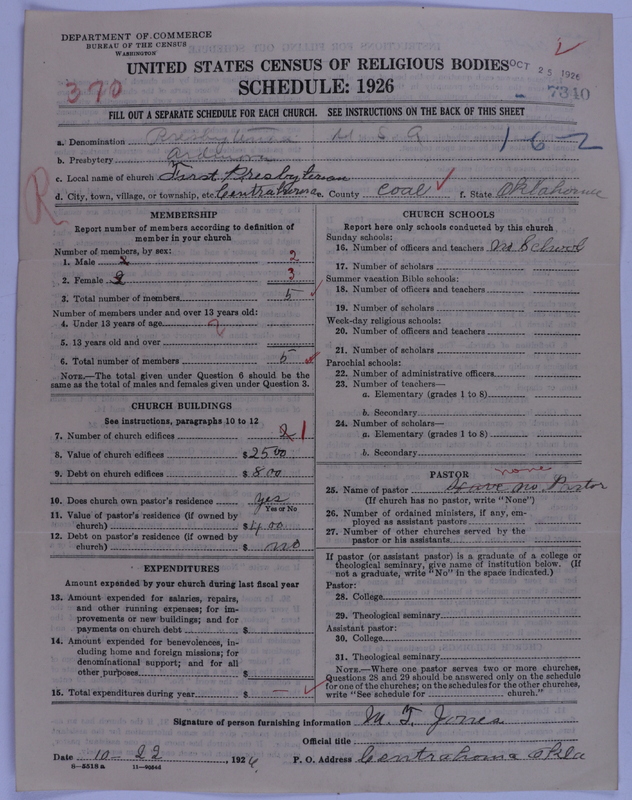 DEPARTMENT OF COMMERCE
BUREAU OF THE CENSUS
WASHINGTON
UNITED STATES CENSUS OF RELIGIOUS BODIES
OCT 25 1926
370
SCHEDULE: 1926
7340
FILL OUT A SEPARATE SCHEDULE FOR EACH CHURCH. SEE INSTRUCTIONS ON THE BACK OF THIS SHEET
1-6-2
a. Denomination Presbyterian U. S. A
b. Presbytery Ardmore
c. Local name of church First Presbyterian
d. City, town, village, or township, etc. Centrahoma e. County Coal f. State Oklahoma
R
MEMBERSHIP
Report number of members according to definition of
member in your church
Number of members, by sex:
1. Male 2 2
2. Female 2 3
3. Total number of members 5
Number of members under and over 13 years old:
4. Under 13 years of age
5. 13 years old and over
6. Total number of members 5
NOTE.—The total given under Question 6 should be the
same as the total of males and females given under Question 3.
CHURCH BUILDINGS
See instructions, paragraphs 10 to 12
7. Number of church edifices 2 1
8. Value of church edifices $2500
9. Debt on church edifices $800
10. Does church own pastor's residence yes
Yes or No
11. Value of pastor's residence (if owned by
church) $400
12. Debt on pastor's residence (if owned by
church) $ no
EXPENDITURES
Amount expended by your church during last fiscal year
13. Amount expended for salaries, repairs,
and other running expenses; for im-
provements or new buildings; and for
payments on church debt $
14. Amount expended for benevolences, in-
cluding home and foreign missions; for
denominational support; and for all
other purposes $
15. Total expenditures during year $ —
CHURCH SCHOOLS
Report here only schools conducted by this church
Sunday schools:
16. Number of officers and teachers no School
17. Number of scholars
Summer vacation Bible schools:
18. Number of officers and teachers
19. Number of scholars
Week-day religious schools:
20. Number of officers and teachers
21. Number of scholars
Parochial schools:
22. Number of administrative officers
23. Number of teachers—
a. Elementary (grades 1 to 8)
b. Secondary
24. Number of scholars—
a. Elementary (grades 1 to 8)
b. Secondary
PASTOR
none
25. Name of pastor Have no Pastor
(If church has no pastor, write "None")
26. Number of ordained ministers, if any, em-
ployed as assistant pastors
27. Number of other churches served by the
pastor or his assistants
If pastor (or assistant pastor) is a graduate of a college or
theological seminary, give name of institution below. (If
not a graduate, write "No" in the space indicated.)
Pastor:
28. College
29. Theological seminary
Assistant pastor:
30. College
31. Theological seminary
NOTE.—Where one pastor serves two or more churches,
Questions 28 and 29 should be answered only on the schedule
for one of the churches; on the schedules for the other churches,
write "See schedule for church."
Signature of person furnishing information M. T. Jones
Official title
Date 10-22, 1926 P. O. Address Centrahoma Okla
8—5518 a 11—9056d